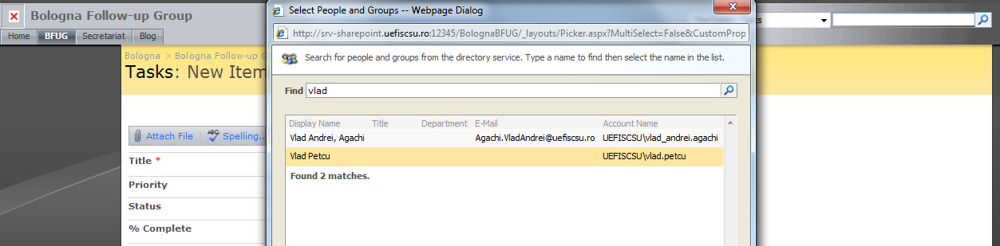 Bologna Follow-up Group
Home BFUG Secretariat Blog
Bologna > Bologna Follow-up G
Tasks: New Item
Attach File Spelling...
Title *
Priority
Status
% Complete
Select People and Groups -- Webpage Dialog
http://srv-sharepoint.uefiscsu.ro:12345/BolognaBFUG/_layouts/Picker.aspx?MultiSelect=False&CustomProp
Search for people and groups from the directory service. Type a name to find then select the name in the list.
Find vlad
Display Name Title Department E-Mail Account Name
Vlad Andrei, Agachi Agachi.VladAndrei@uefiscsu.ro UEFISCSU\vlad_andrei.agachi
Vlad Petcu UEFISCSU\vlad.petcu
Found 2 matches.